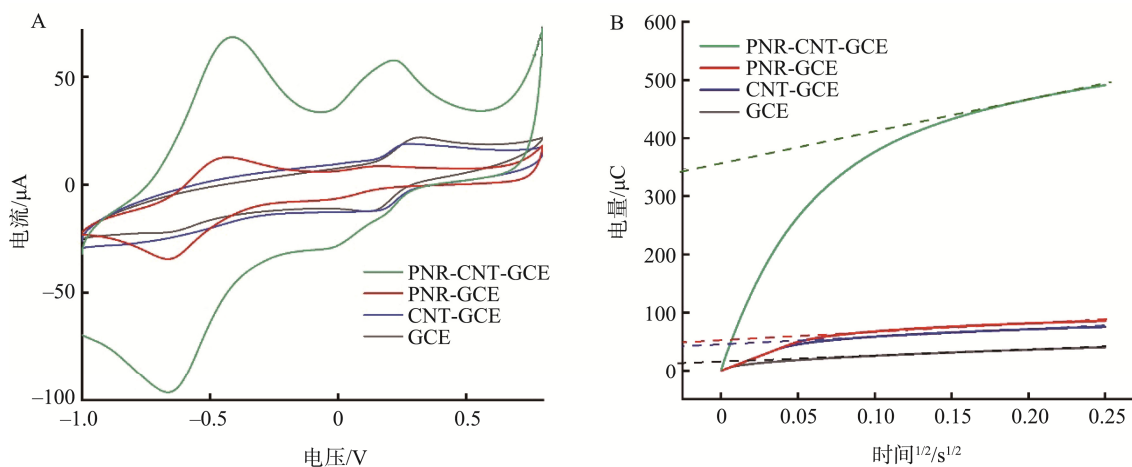 A
50
0
−50
−100
−1.0
−0.5
0
0.5
电流/μA
电压/V
PNR-CNT-GCE
PNR-GCE
CNT-GCE
GCE
B
600
500
400
300
200
100
0
0
0.05
0.10
0.15
0.20
0.25
电量/μC
时间¹/²/s¹/²
PNR-CNT-GCE
PNR-GCE
CNT-GCE
GCE